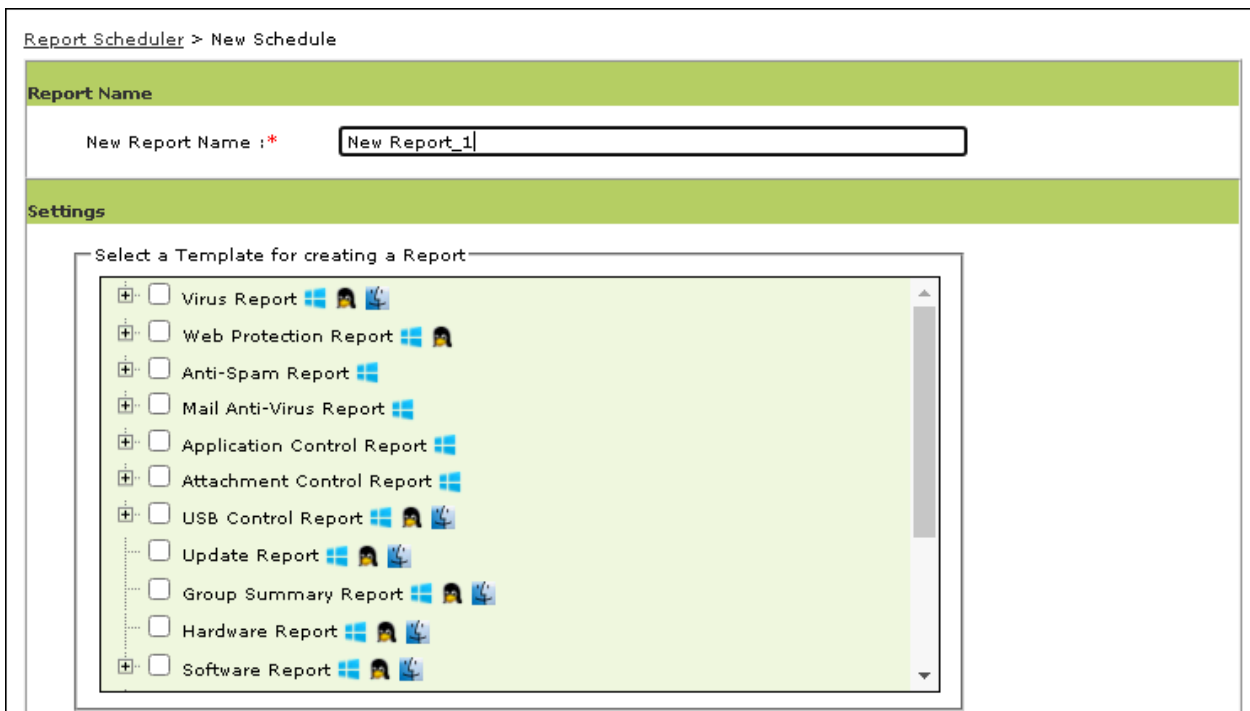 Report Scheduler > New Schedule
Report Name
New Report Name :*
New Report_1
Settings
Select a Template for creating a Report
Virus Report
Web Protection Report
Anti-Spam Report
Mail Anti-Virus Report
Application Control Report
Attachment Control Report
USB Control Report
Update Report
Group Summary Report
Hardware Report
Software Report